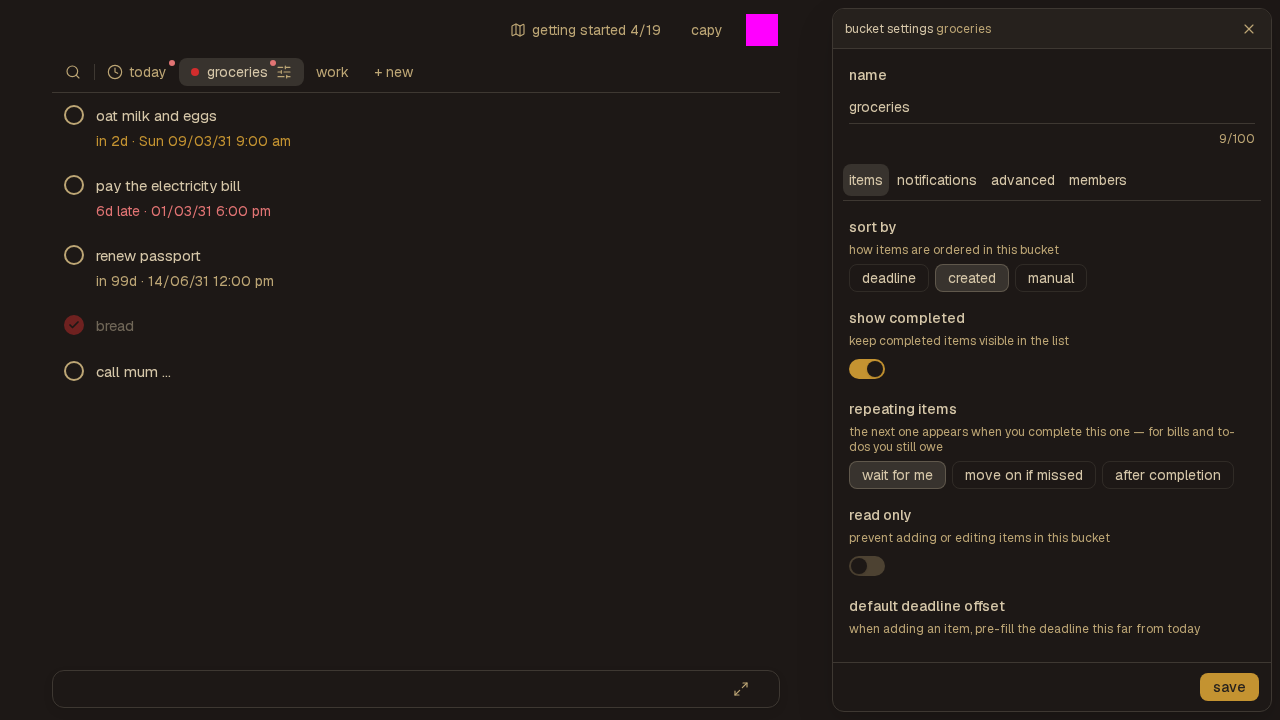 getting started 4/19
capy
today
groceries
work
+ new
oat milk and eggs
in 2d · Sun 09/03/31 9:00 am
pay the electricity bill
6d late · 01/03/31 6:00 pm
renew passport
in 99d · 14/06/31 12:00 pm
bread
call mum ...
bucket settings groceries
name
groceries
9/100
items
notifications
advanced
members
sort by
how items are ordered in this bucket
deadline
created
manual
show completed
keep completed items visible in the list
repeating items
the next one appears when you complete this one — for bills and to-
dos you still owe
wait for me
move on if missed
after completion
read only
prevent adding or editing items in this bucket
default deadline offset
when adding an item, pre-fill the deadline this far from today
save